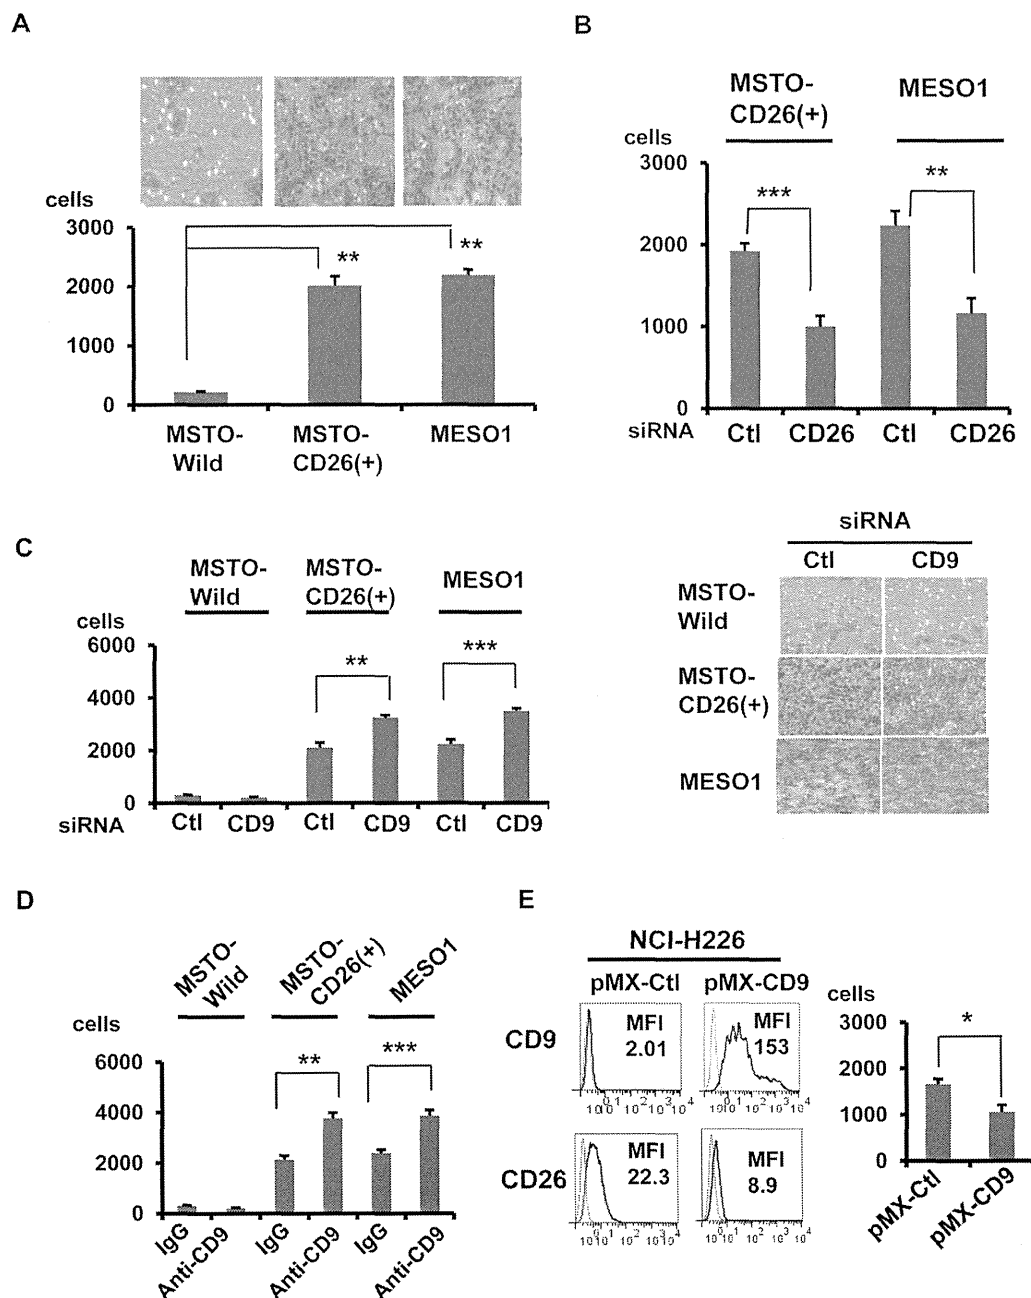 A
cells
3000
2000
1000
0
**
**
MSTO-
Wild
MSTO-
CD26(+)
MESO1
B
MSTO-
CD26(+)
MESO1
cells
3000
2000
1000
0
***
**
siRNA
Ctl
CD26
Ctl
CD26
C
MSTO-
Wild
MSTO-
CD26(+)
MESO1
cells
6000
4000
2000
0
**
***
siRNA
Ctl
CD9
Ctl
CD9
Ctl
CD9
siRNA
Ctl
CD9
MSTO-
Wild
MSTO-
CD26(+)
MESO1
D
MSTO-
Wild
MSTO-
CD26(+)
MESO1
cells
6000
4000
2000
0
**
***
IgG
Anti-CD9
IgG
Anti-CD9
IgG
Anti-CD9
E
NCI-H226
pMX-Ctl
pMX-CD9
CD9
MFI
2.01
MFI
153
CD26
MFI
22.3
MFI
8.9
cells
3000
2000
1000
0
*
pMX-Ctl
pMX-CD9